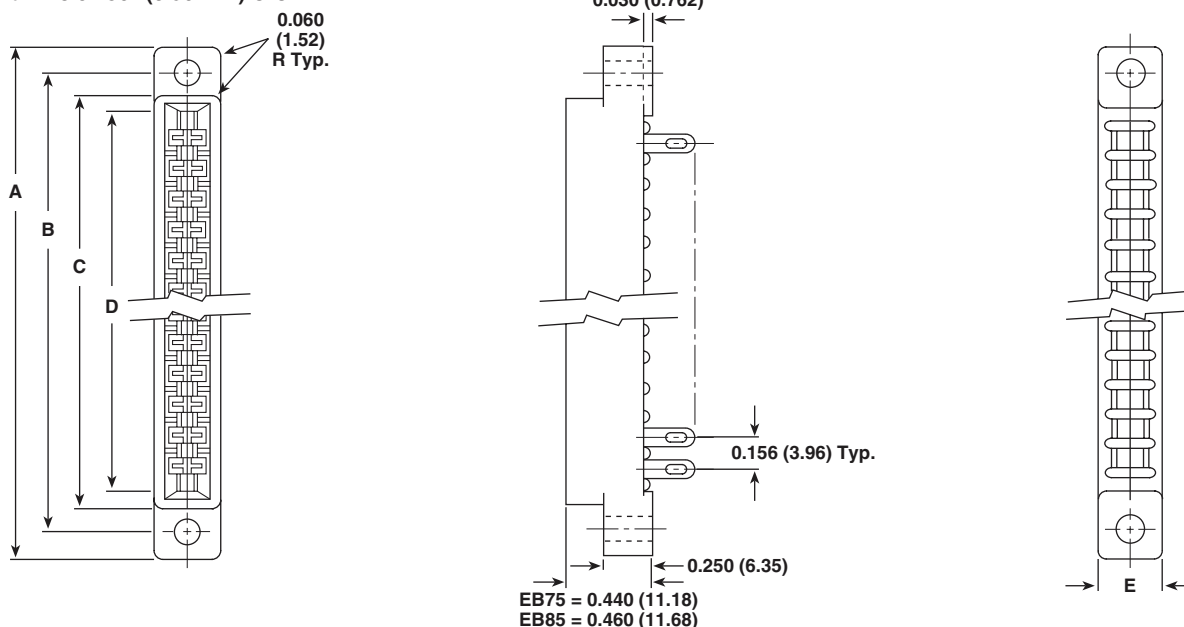 0.030 (0.762)
0.060
(1.52)
R Typ.
A
B
C
D
0.156 (3.96) Typ.
0.250 (6.35)
E
EB75 = 0.440 (11.18)
EB85 = 0.460 (11.68)